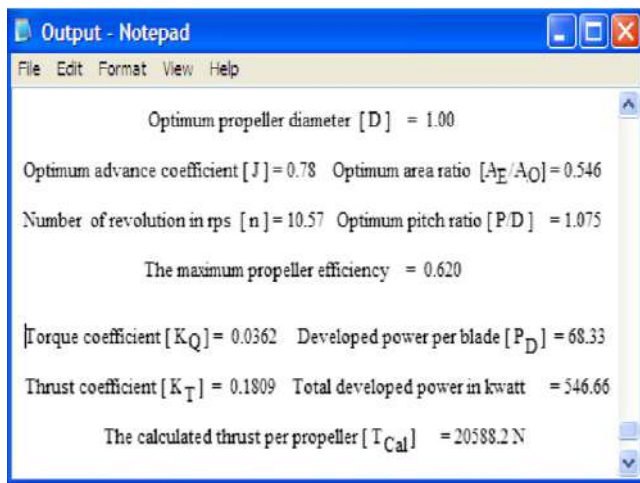 Output - Notepad
File Edit Format View Help
Optimum propeller diameter [ D ] = 1.00
Optimum advance coefficient [ J ] = 0.78 Optimum area ratio [AE/AO] = 0.546
Number of revolution in rps [ n ] = 10.57 Optimum pitch ratio [ P/D ] = 1.075
The maximum propeller efficiency = 0.620
Torque coefficient [ KQ ] = 0.0362 Developed power per blade [ PD ] = 68.33
Thrust coefficient [ KT ] = 0.1809 Total developed power in kwatt = 546.66
The calculated thrust per propeller [ TCal ] = 20588.2 N